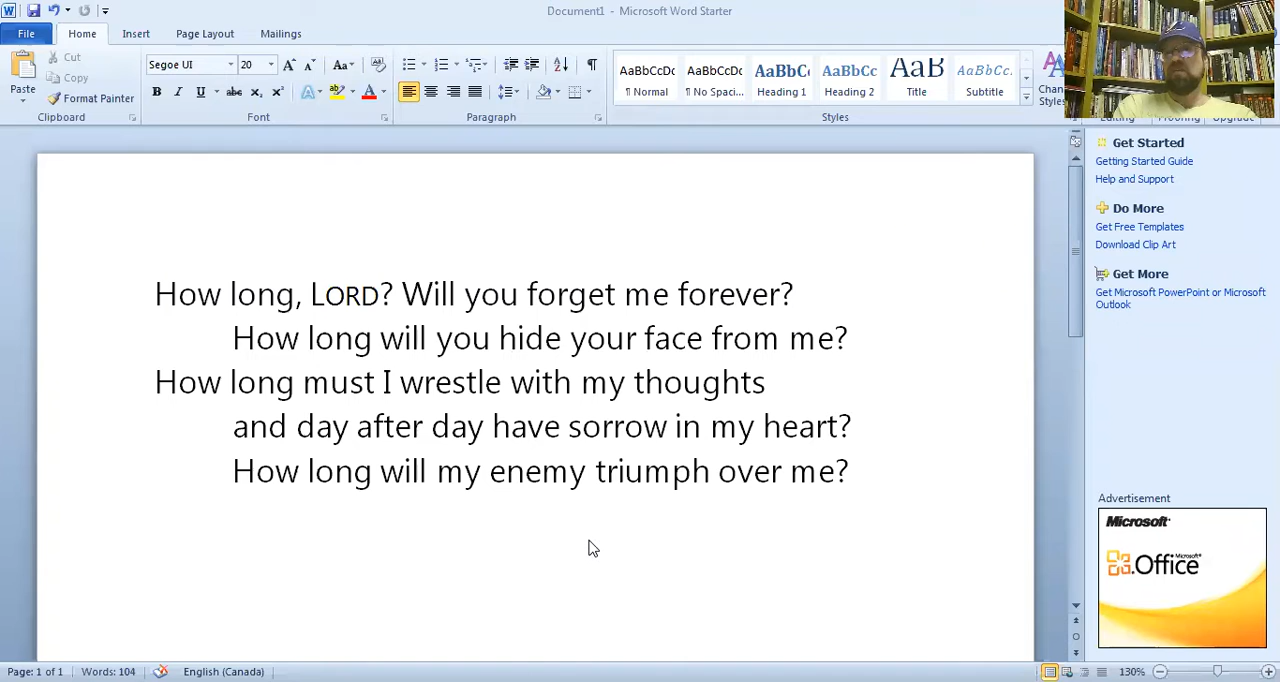 Document1 - Microsoft Word Starter
File Home Insert Page Layout Mailings
Paste Cut Copy Format Painter
Clipboard
Segoe UI 20
Font
Paragraph
AaBbCcDc AaBbCcDc AaBbC AaBbCc AaB AaBbCc.
¶ Normal ¶ No Spaci... Heading 1 Heading 2 Title Subtitle
Styles
Styles
Get Started
Getting Started Guide
Help and Support
Do More
Get Free Templates
Download Clip Art
Get More
Get Microsoft PowerPoint or Microsoft
Outlook
How long, LORD? Will you forget me forever?
How long will you hide your face from me?
How long must I wrestle with my thoughts
and day after day have sorrow in my heart?
How long will my enemy triumph over me?
Advertisement
Microsoft
Microsoft
Office
Page: 1 of 1 Words: 104 English (Canada) 130%